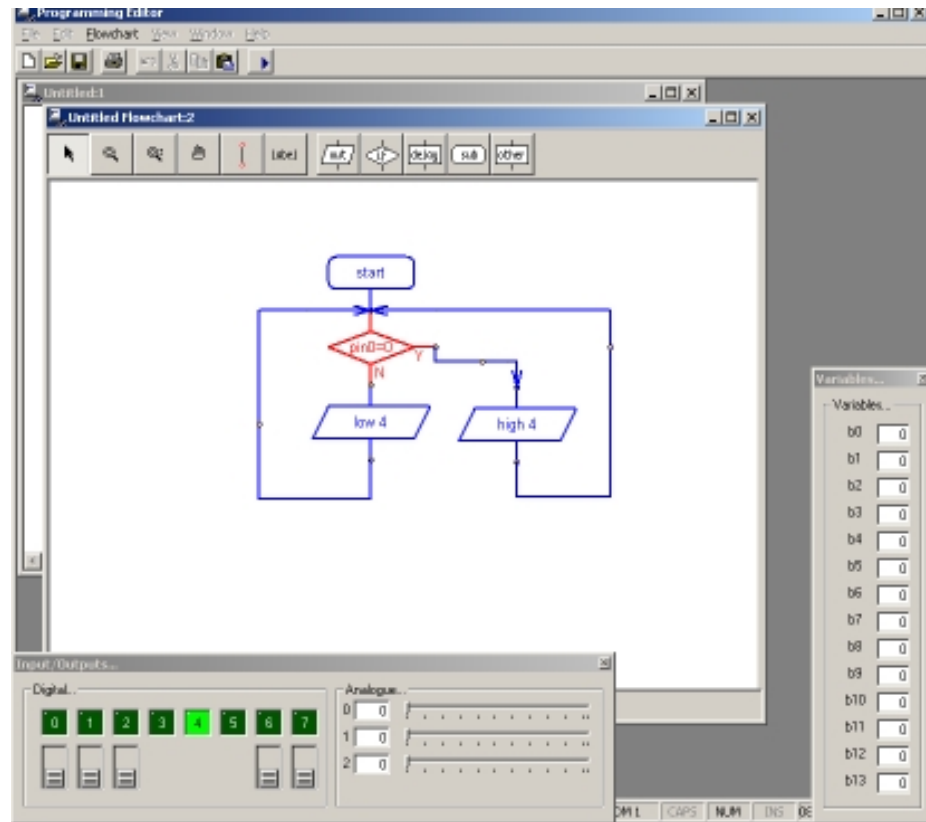 Programming Editor
File Edit Flowchart View Window Help
Untitled:1
Untitled Flowchart:2
Label out if delay sub other
start
pin0=0
Y
N
low 4
high 4
Variables...
Variables...
b0 0
b1 0
b2 0
b3 0
b4 0
b5 0
b6 0
b7 0
b8 0
b9 0
b10 0
b11 0
b12 0
b13 0
Input/Outputs...
Digital...
0 1 2 3 4 5 6 7
Analogue...
0 0
1 0
2 0
OM1 CAPS NUM INS